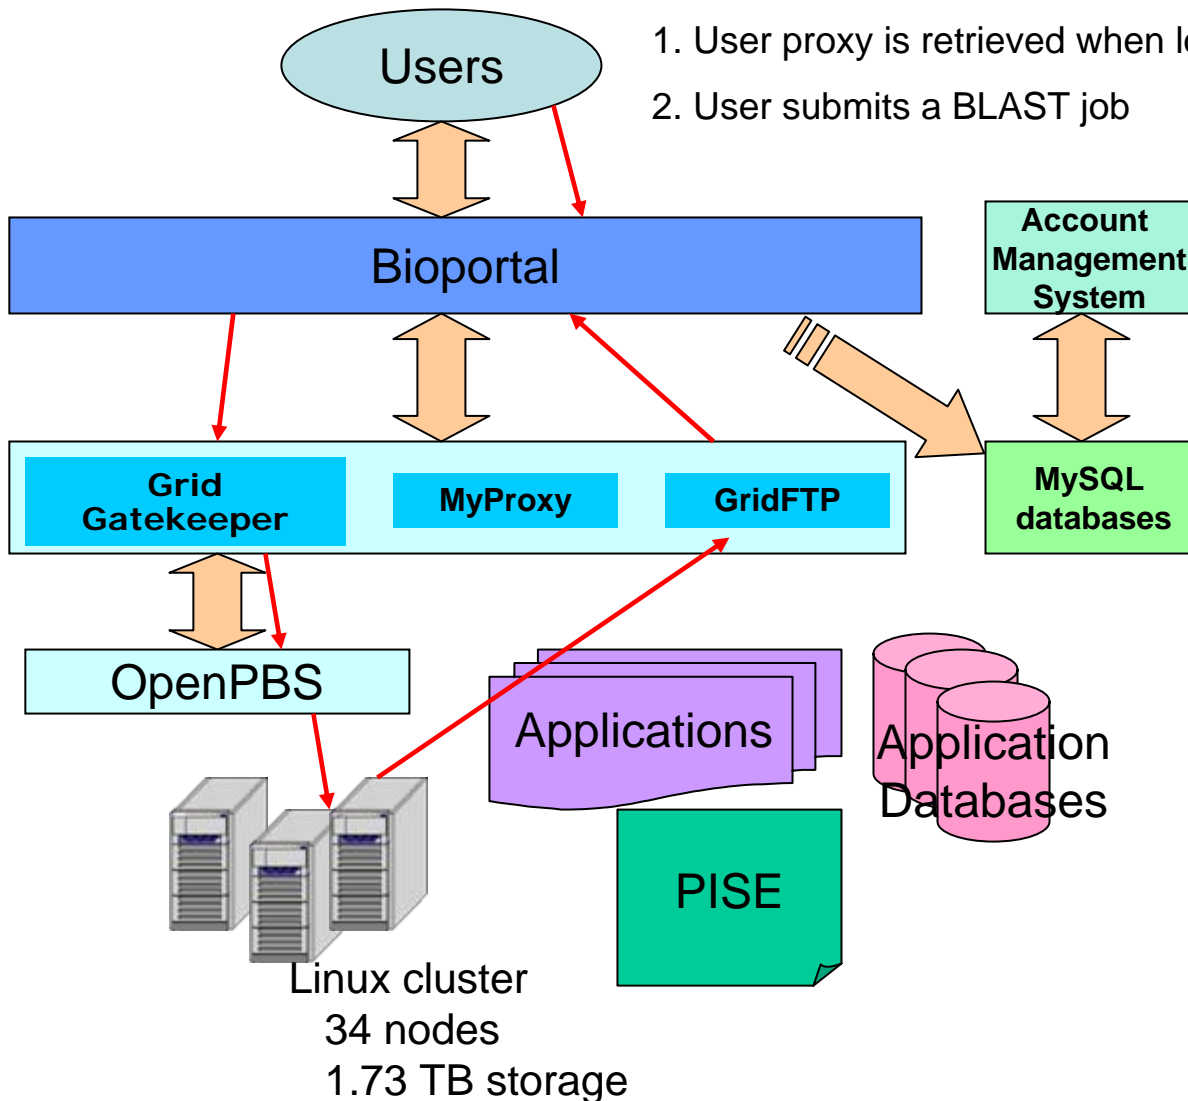 Users
1. User proxy is retrieved when
2. User submits a BLAST job
Bioportal
Account
Management
System
Grid
Gatekeeper
MyProxy
GridFTP
MySQL
databases
OpenPBS
Applications
Application
Databases
PISE
Linux cluster
34 nodes
1.73 TB storage